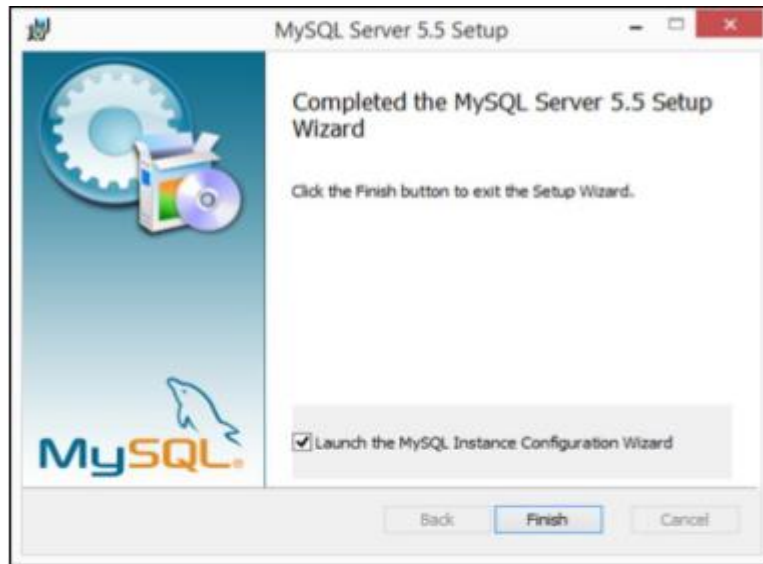 MySQL Server 5.5 Setup
Completed the MySQL Server 5.5 Setup
Wizard
Click the Finish button to exit the Setup Wizard.
MySQL®
Launch the MySQL Instance Configuration Wizard
Back Finish Cancel